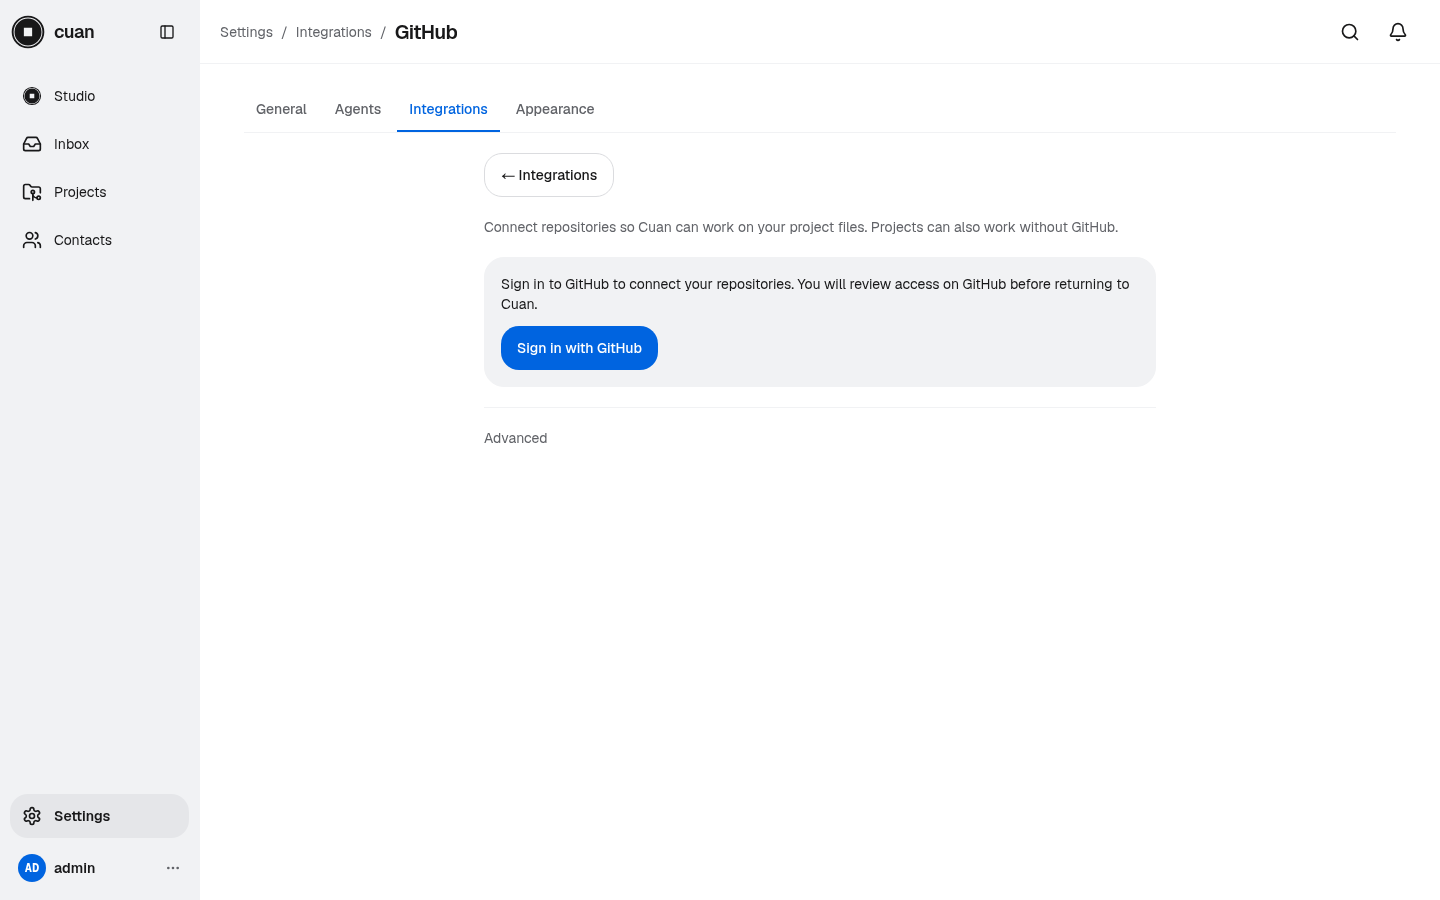 cuan
Settings / Integrations / GitHub
Studio
Inbox
Projects
Contacts
General
Agents
Integrations
Appearance
← Integrations
Connect repositories so Cuan can work on your project files. Projects can also work without GitHub.
Sign in to GitHub to connect your repositories. You will review access on GitHub before returning to
Cuan.
Sign in with GitHub
Advanced
Settings
AD
admin